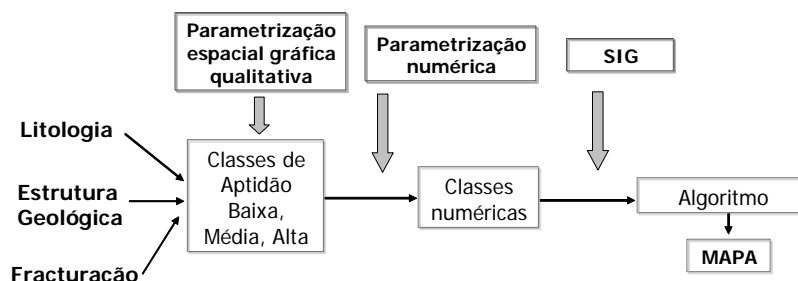 Parametrização
espacial gráfica
qualitativa
Parametrização
numérica
SIG
Litologia
Estrutura
Geológica
Fracturação
Classes de
Aptidão
Baixa,
Média, Alta
Classes
numéricas
Algoritmo
MAPA